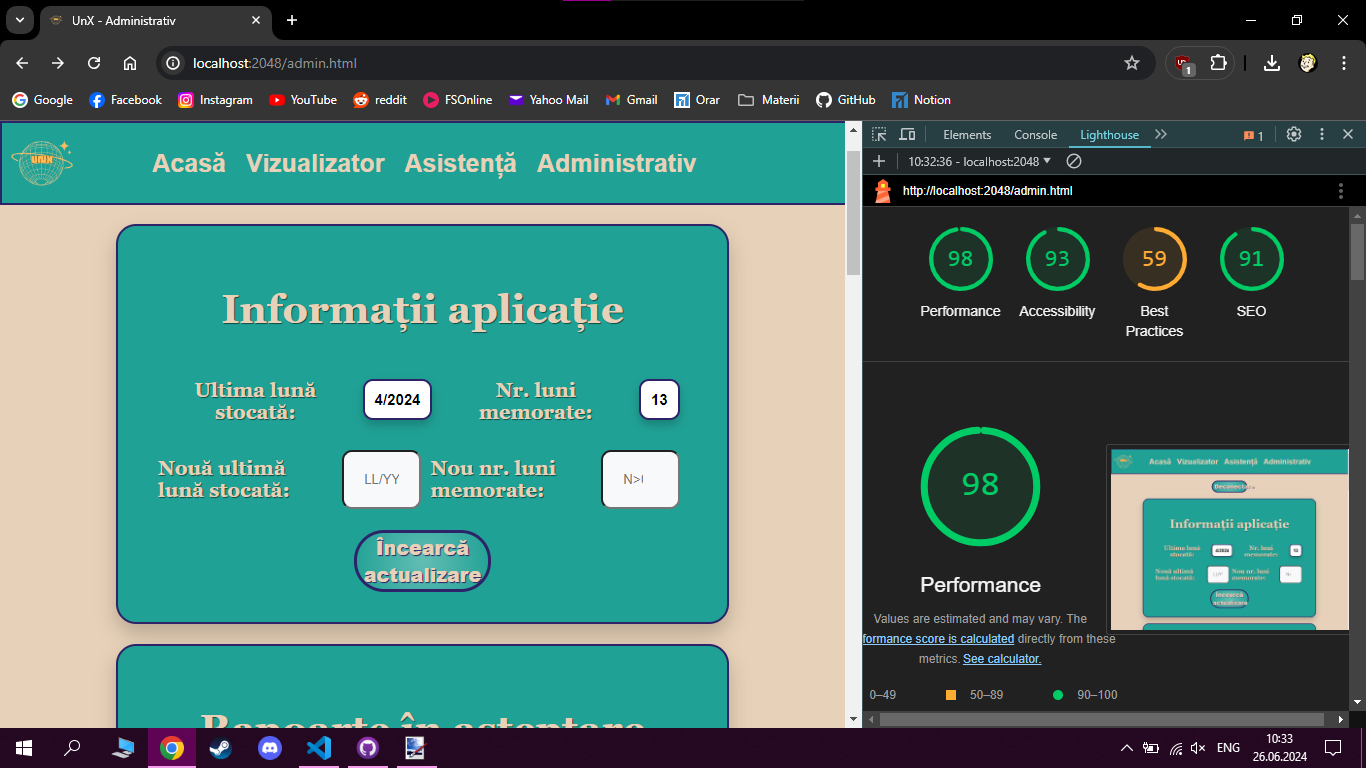 UnX - Administrativ
localhost:2048/admin.html
1
Google Facebook Instagram YouTube reddit FSOnline Yahoo Mail Gmail Orar Materii GitHub Notion
UNIX
Acasă Vizualizator Asistență Administrativ
Informații aplicație
Ultima lună
stocată:
4/2024
Nr. luni
memorate:
13
Nouă ultimă
lună stocată:
LL/YY
Nou nr. luni
memorate:
Încearcă
actualizare
Rapoarte în așteptare
Elements Console Lighthouse 1
10:32:36 - localhost:2048
http://localhost:2048/admin.html
98 93 59 91
Performance Accessibility Best
Practices SEO
98
Performance
Values are estimated and may vary. The
formance score is calculated directly from these
metrics. See calculator.
0–49 50–89 90–100
Acasă Vizualizator Asistență Administrativ
Informații aplicație
Ultima lună
stocată:
4/2024
Nr. luni
memorate:
13
Nouă ultimă
lună stocată:
Nou nr. luni
memorate:
Încearcă
actualizare
ENG
10:33
26.06.2024